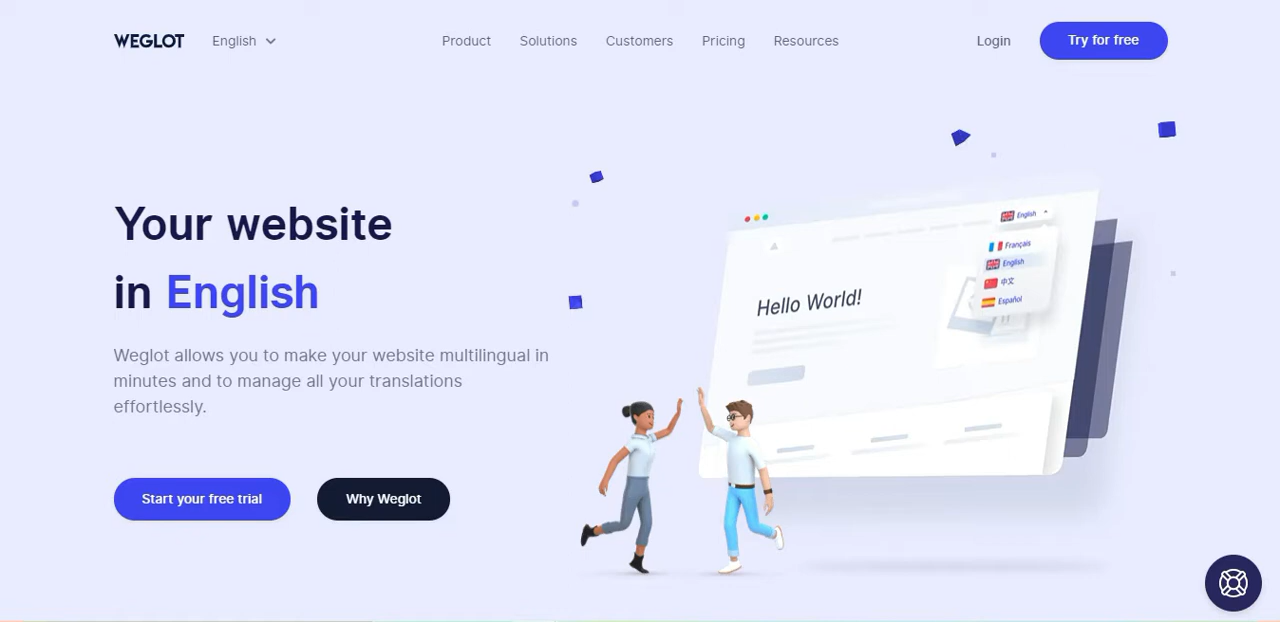 WEGLOT English Product Solutions Customers Pricing Resources Login Try for free
Your website
in English
Weglot allows you to make your website multilingual in
minutes and to manage all your translations
effortlessly.
Start your free trial Why Weglot
English
Français
English
中文
Español
Hello World!